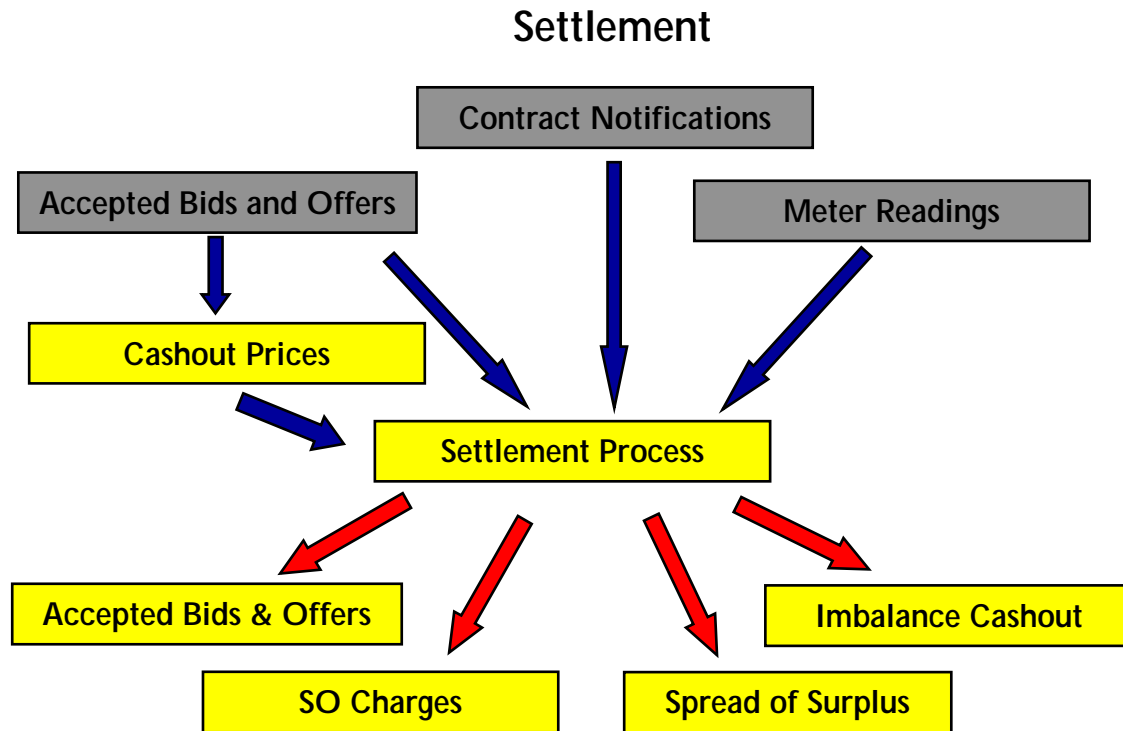 Settlement
Contract Notifications
Accepted Bids and Offers
Meter Readings
Cashout Prices
Settlement Process
Accepted Bids & Offers
Imbalance Cashout
SO Charges
Spread of Surplus